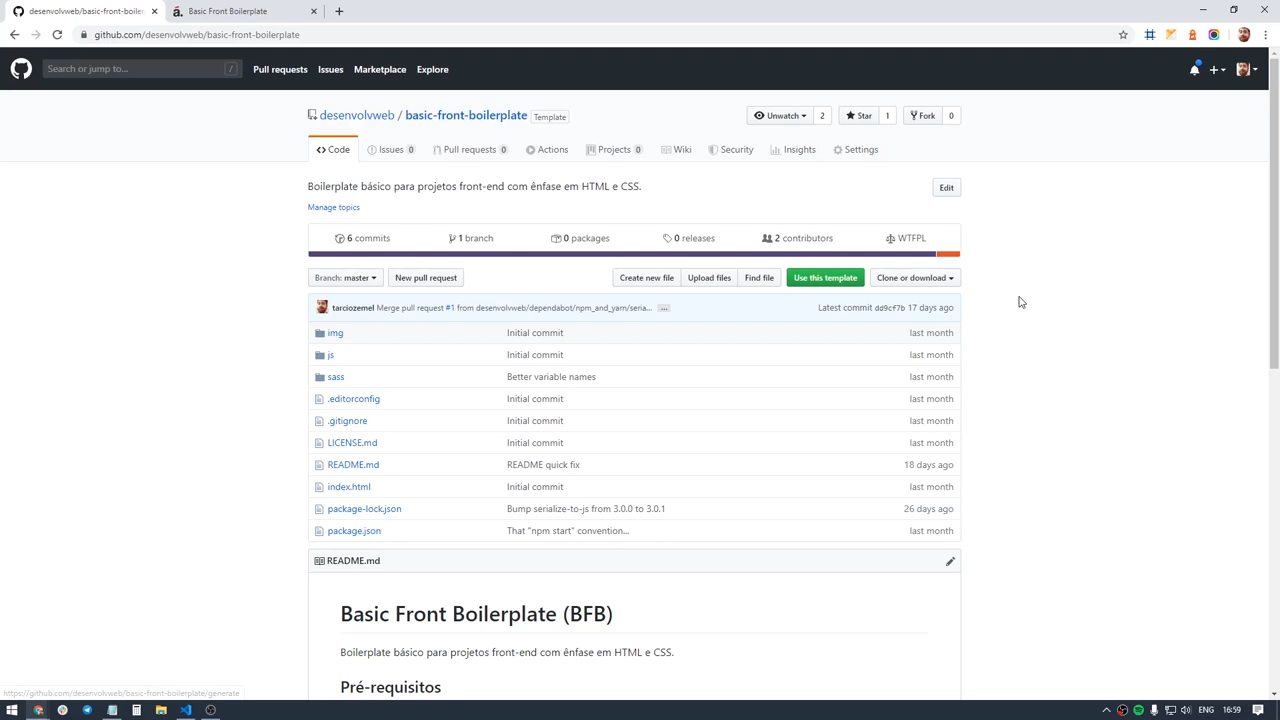 desenvolvweb/basic-front-boiler
Basic Front Boilerplate
github.com/desenvolvweb/basic-front-boilerplate
Search or jump to...
/
Pull requests
Issues
Marketplace
Explore
desenvolvweb / basic-front-boilerplate
Template
Unwatch
2
Star
1
Fork
0
Code
Issues 0
Pull requests 0
Actions
Projects 0
Wiki
Security
Insights
Settings
Boilerplate básico para projetos front-end com ênfase em HTML e CSS.
Edit
Manage topics
6 commits
1 branch
0 packages
0 releases
2 contributors
WTFPL
Branch: master
New pull request
Create new file
Upload files
Find file
Use this template
Clone or download
tarciozemel Merge pull request #1 from desenvolvweb/dependabot/npm_and_yarn/seria...
Latest commit dd9cf7b 17 days ago
img Initial commit last month
js Initial commit last month
sass Better variable names last month
.editorconfig Initial commit last month
.gitignore Initial commit last month
LICENSE.md Initial commit last month
README.md README quick fix 18 days ago
index.html Initial commit last month
package-lock.json Bump serialize-to-js from 3.0.0 to 3.0.1 26 days ago
package.json That "npm start" convention... last month
README.md
Basic Front Boilerplate (BFB)
Boilerplate básico para projetos front-end com ênfase em HTML e CSS.
Pré-requisitos
https://github.com/desenvolvweb/basic-front-boilerplate/generate
ENG
16:59